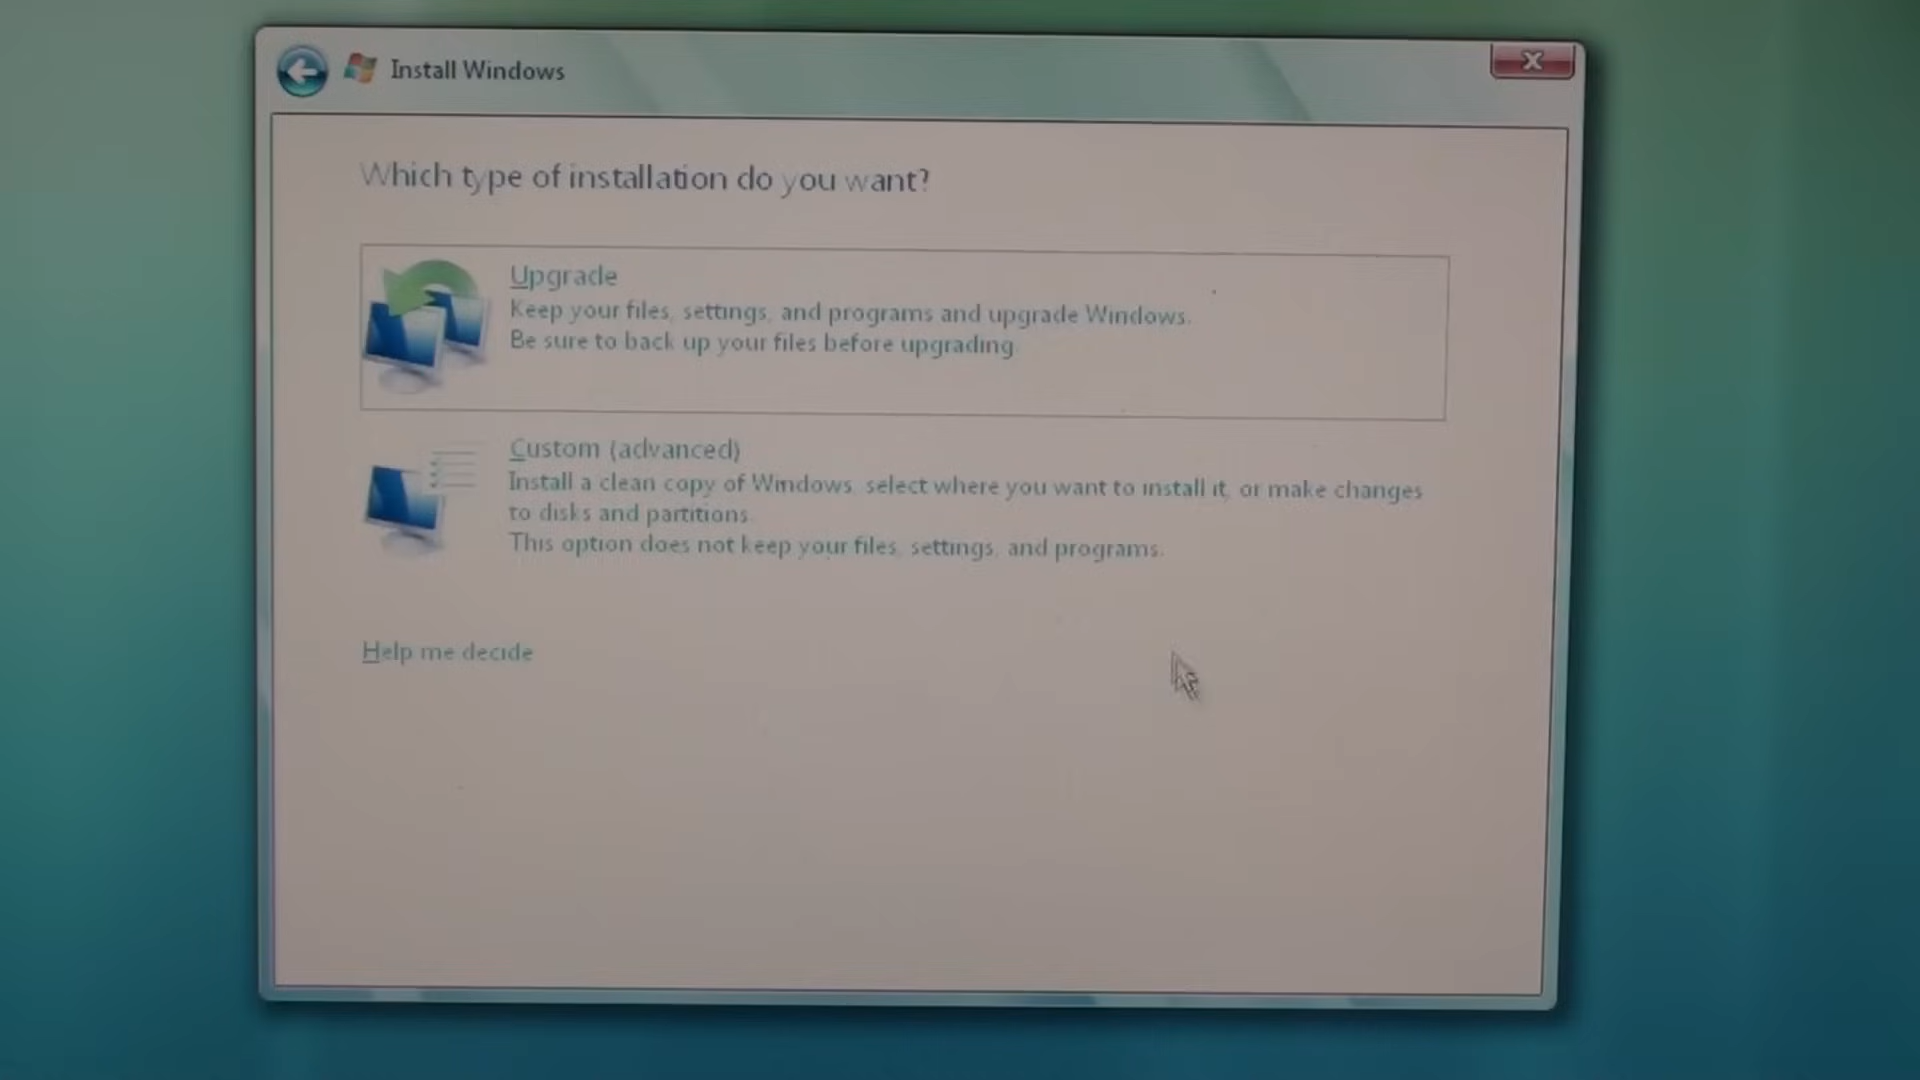 Install Windows
Which type of installation do you want?
Upgrade
Keep your files, settings, and programs and upgrade Windows.
Be sure to back up your files before upgrading.
Custom (advanced)
Install a clean copy of Windows, select where you want to install it, or make changes
to disks and partitions.
This option does not keep your files, settings, and programs.
Help me decide